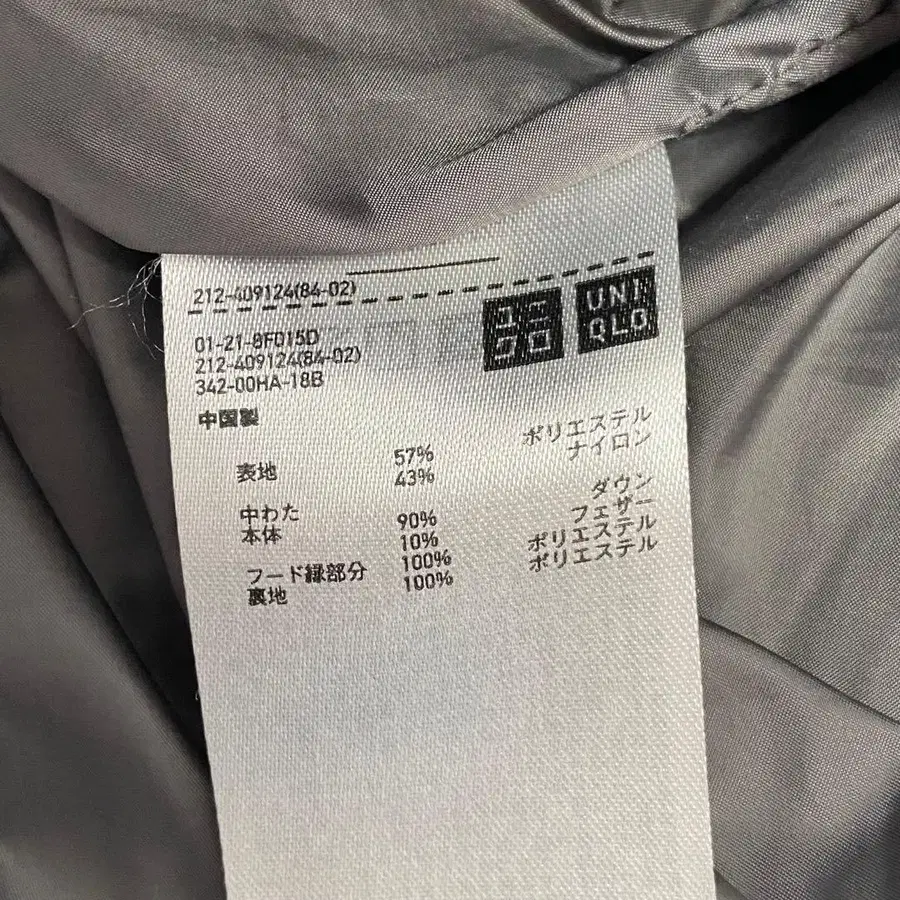 212-409124(84-02)
ユニクロ
UNIQLO
01-21-8F015D
212-409124(84-02)
342-00HA-18B
中国製
表地 57% ポリエステル
43% ナイロン
中わた
本体 90% ダウン
10% フェザー
フード縁部分 100% ポリエステル
裏地 100% ポリエステル